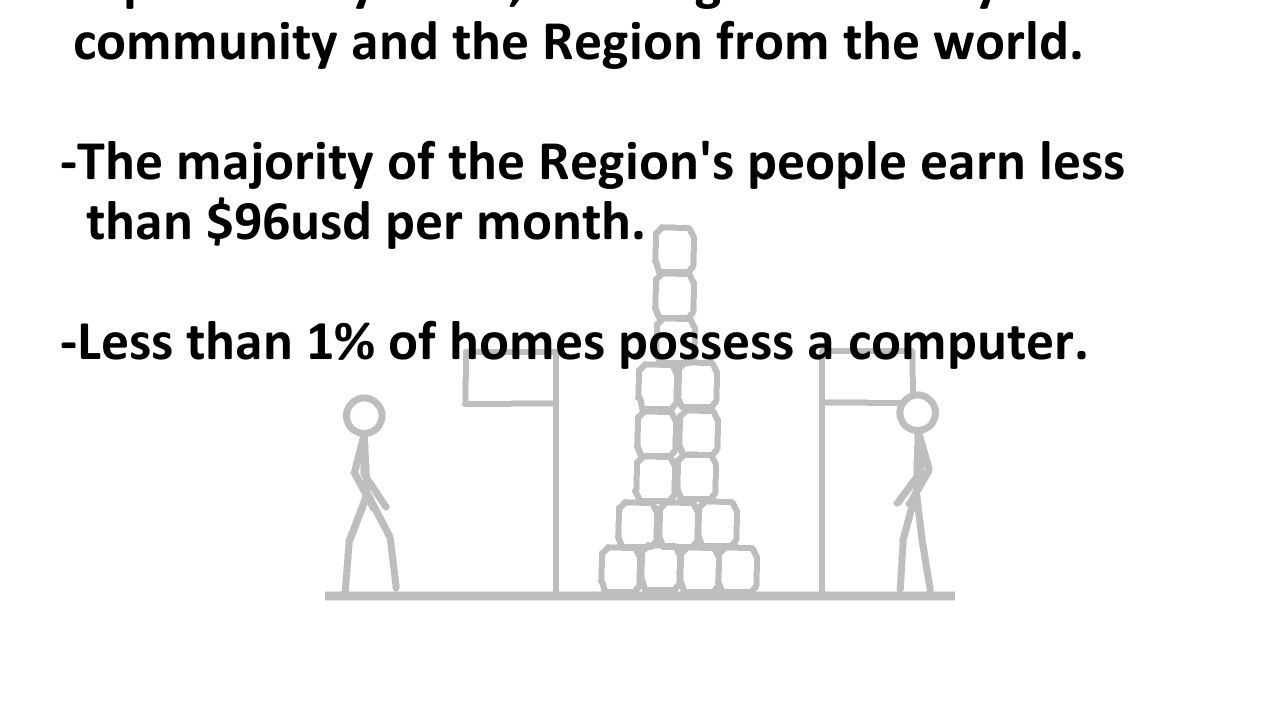 community and the Region from the world.
-The majority of the Region's people earn less
than $96usd per month.
-Less than 1% of homes possess a computer.